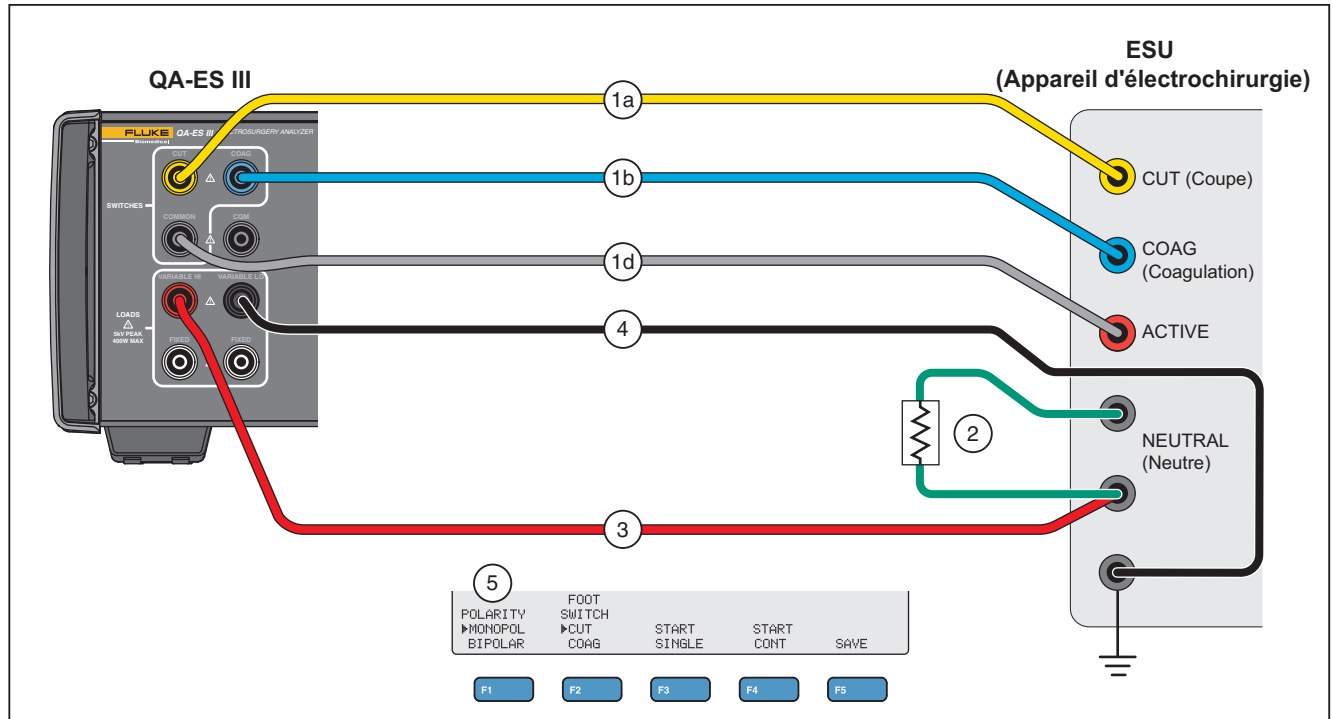 QA-ES III
ESU
(Appareil d'électrochirurgie)
1a
FLUKE
Biomedical
QA-ES III
ELECTROSURGERY ANALYZER
CUT
COAG
1b
CUT (Coupe)
SWITCHES
COMMON
CQM
1d
COAG
(Coagulation)
VARIABLE HI
VARIABLE LO
LOADS
5kV PEAK
400W MAX
4
ACTIVE
FIXED
FIXED
2
NEUTRAL
(Neutre)
3
5
FOOT
POLARITY SWITCH
MONOPOL CUT START START
BIPOLAR COAG SINGLE CONT SAVE
F1 F2 F3 F4 F5